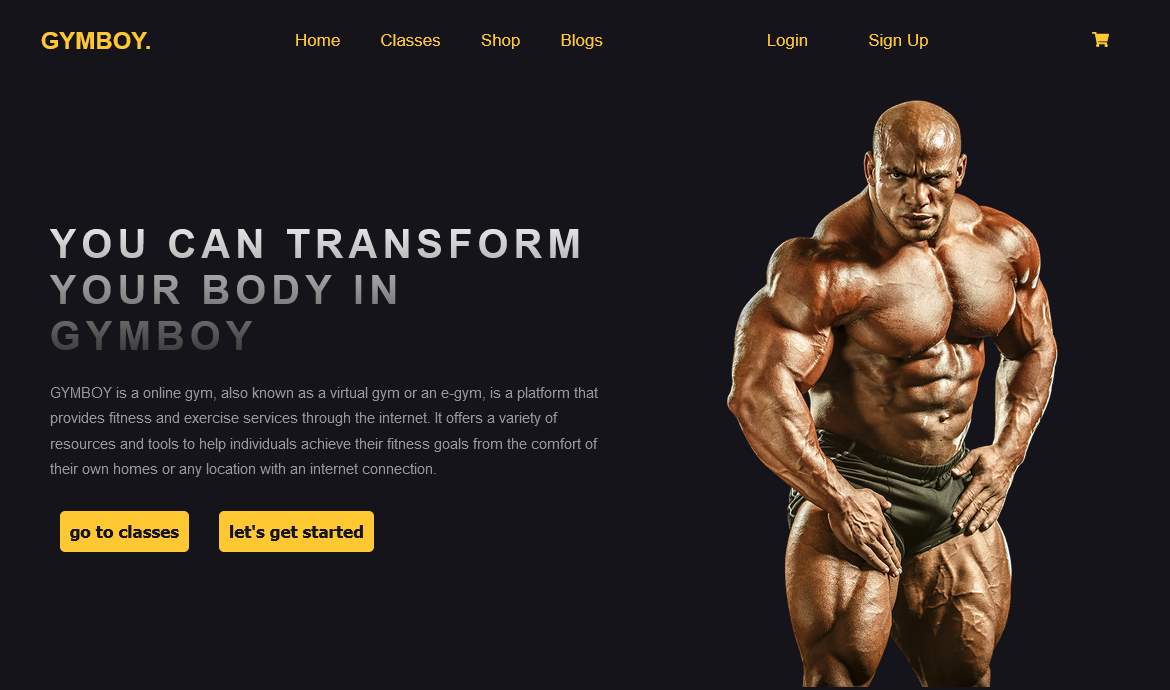 GYMBOY.
Home Classes Shop Blogs Login Sign Up
YOU CAN TRANSFORM
YOUR BODY IN
GYMBOY
GYMBOY is a online gym, also known as a virtual gym or an e-gym, is a platform that
provides fitness and exercise services through the internet. It offers a variety of
resources and tools to help individuals achieve their fitness goals from the comfort of
their own homes or any location with an internet connection.
go to classes let's get started